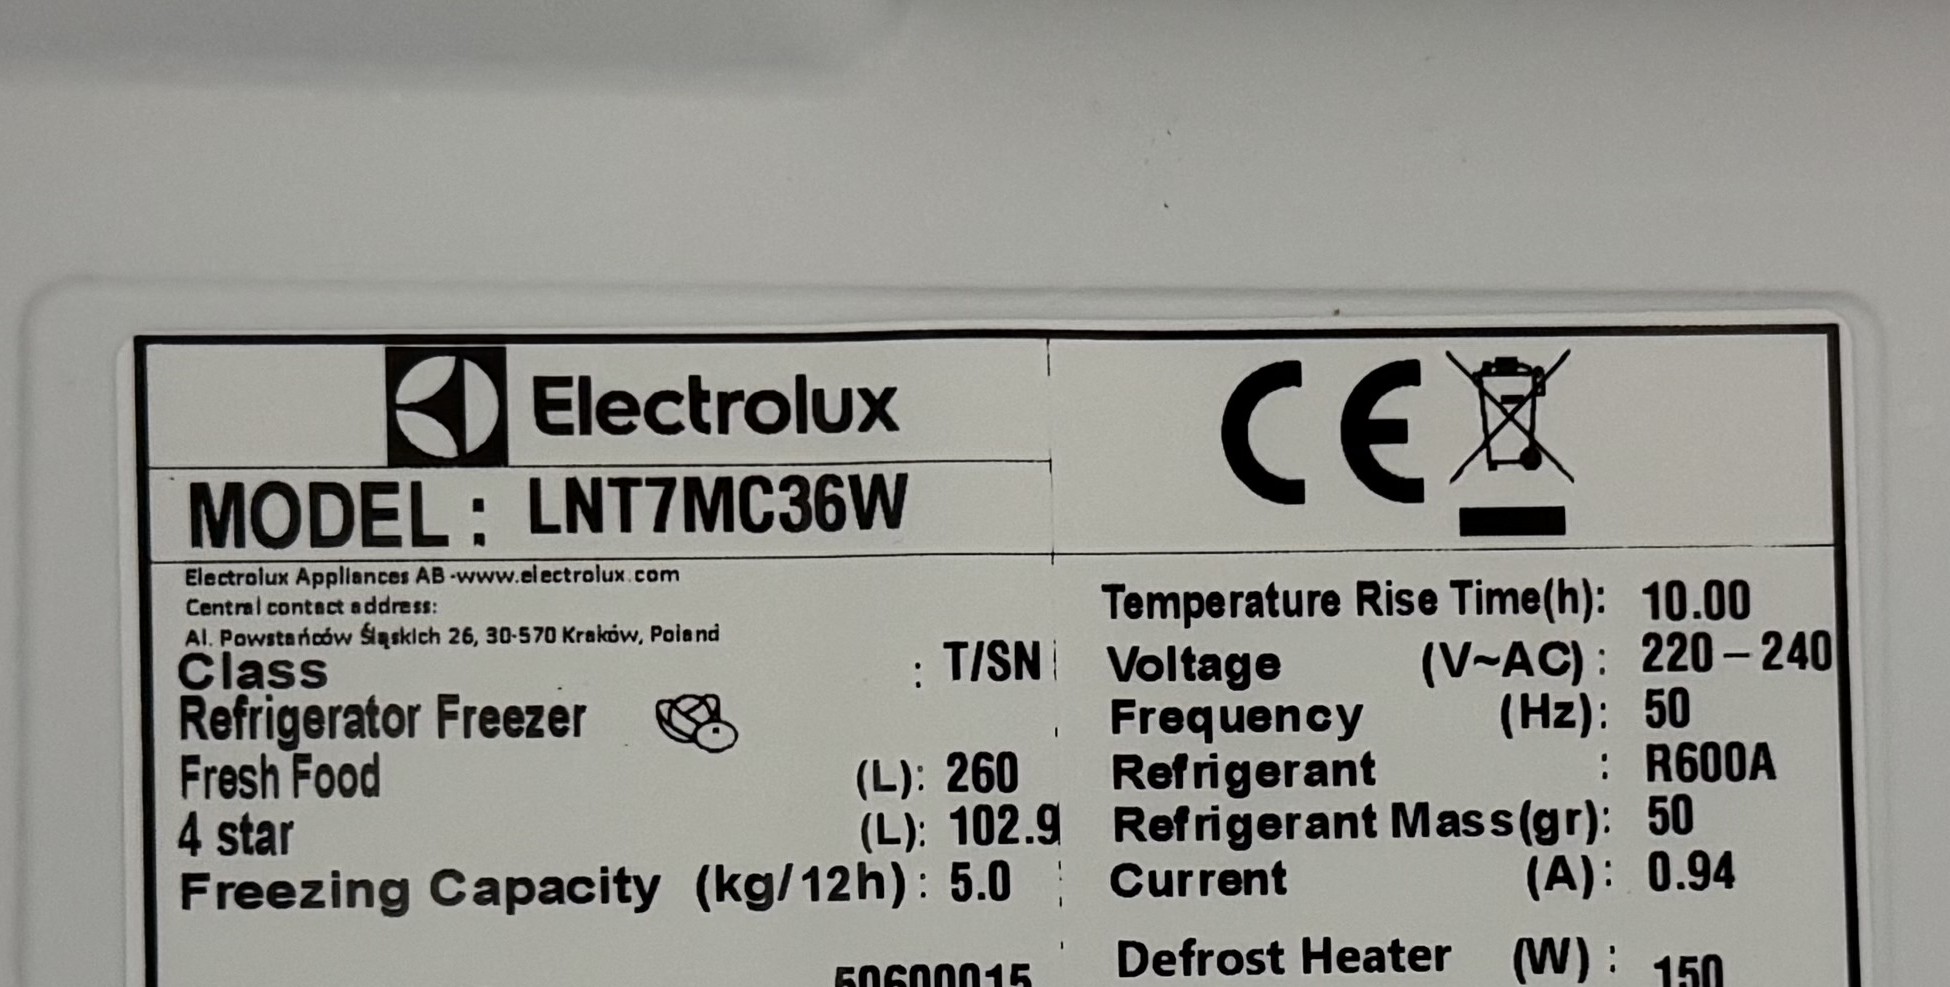 Electrolux
CE
MODEL : LNT7MC36W
Electrolux Appliances AB -www.electrolux.com
Central contact address:
Al. Powstańców Śląskich 26, 30-570 Kraków, Poland
Class : T/SN
Refrigerator Freezer
Fresh Food (L): 260
4 star (L): 102.9
Freezing Capacity (kg/12h) : 5.0
50600015
Temperature Rise Time(h): 10.00
Voltage (V~AC) : 220 – 240
Frequency (Hz): 50
Refrigerant : R600A
Refrigerant Mass(gr): 50
Current (A): 0.94
Defrost Heater (W) : 150